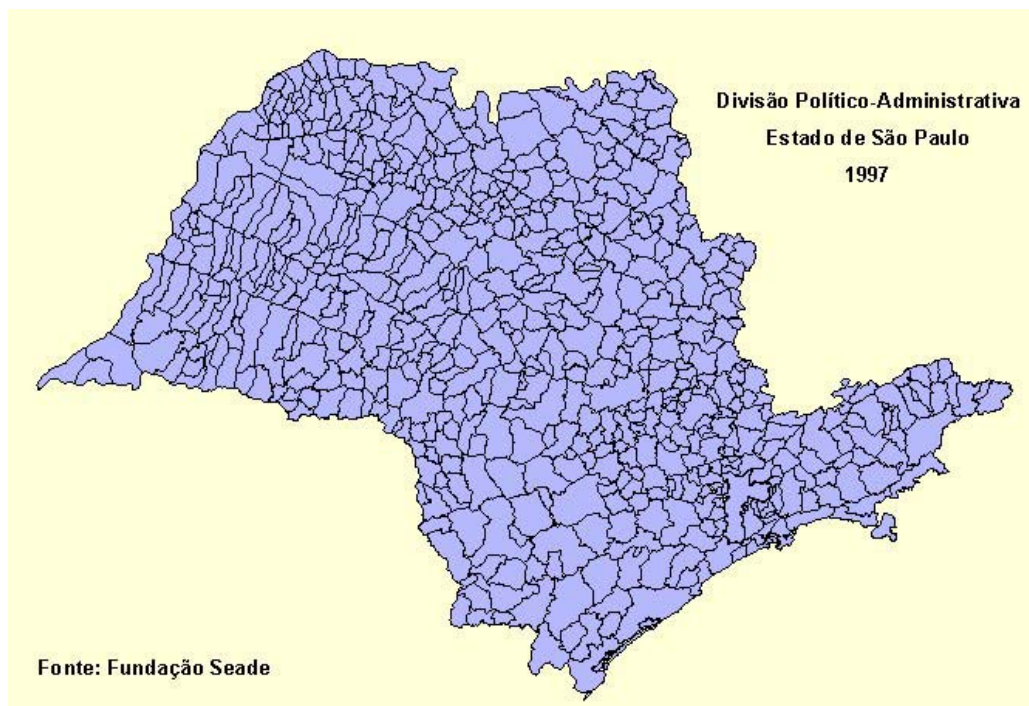 Divisão Político-Administrativa
Estado de São Paulo
1997
Fonte: Fundação Seade